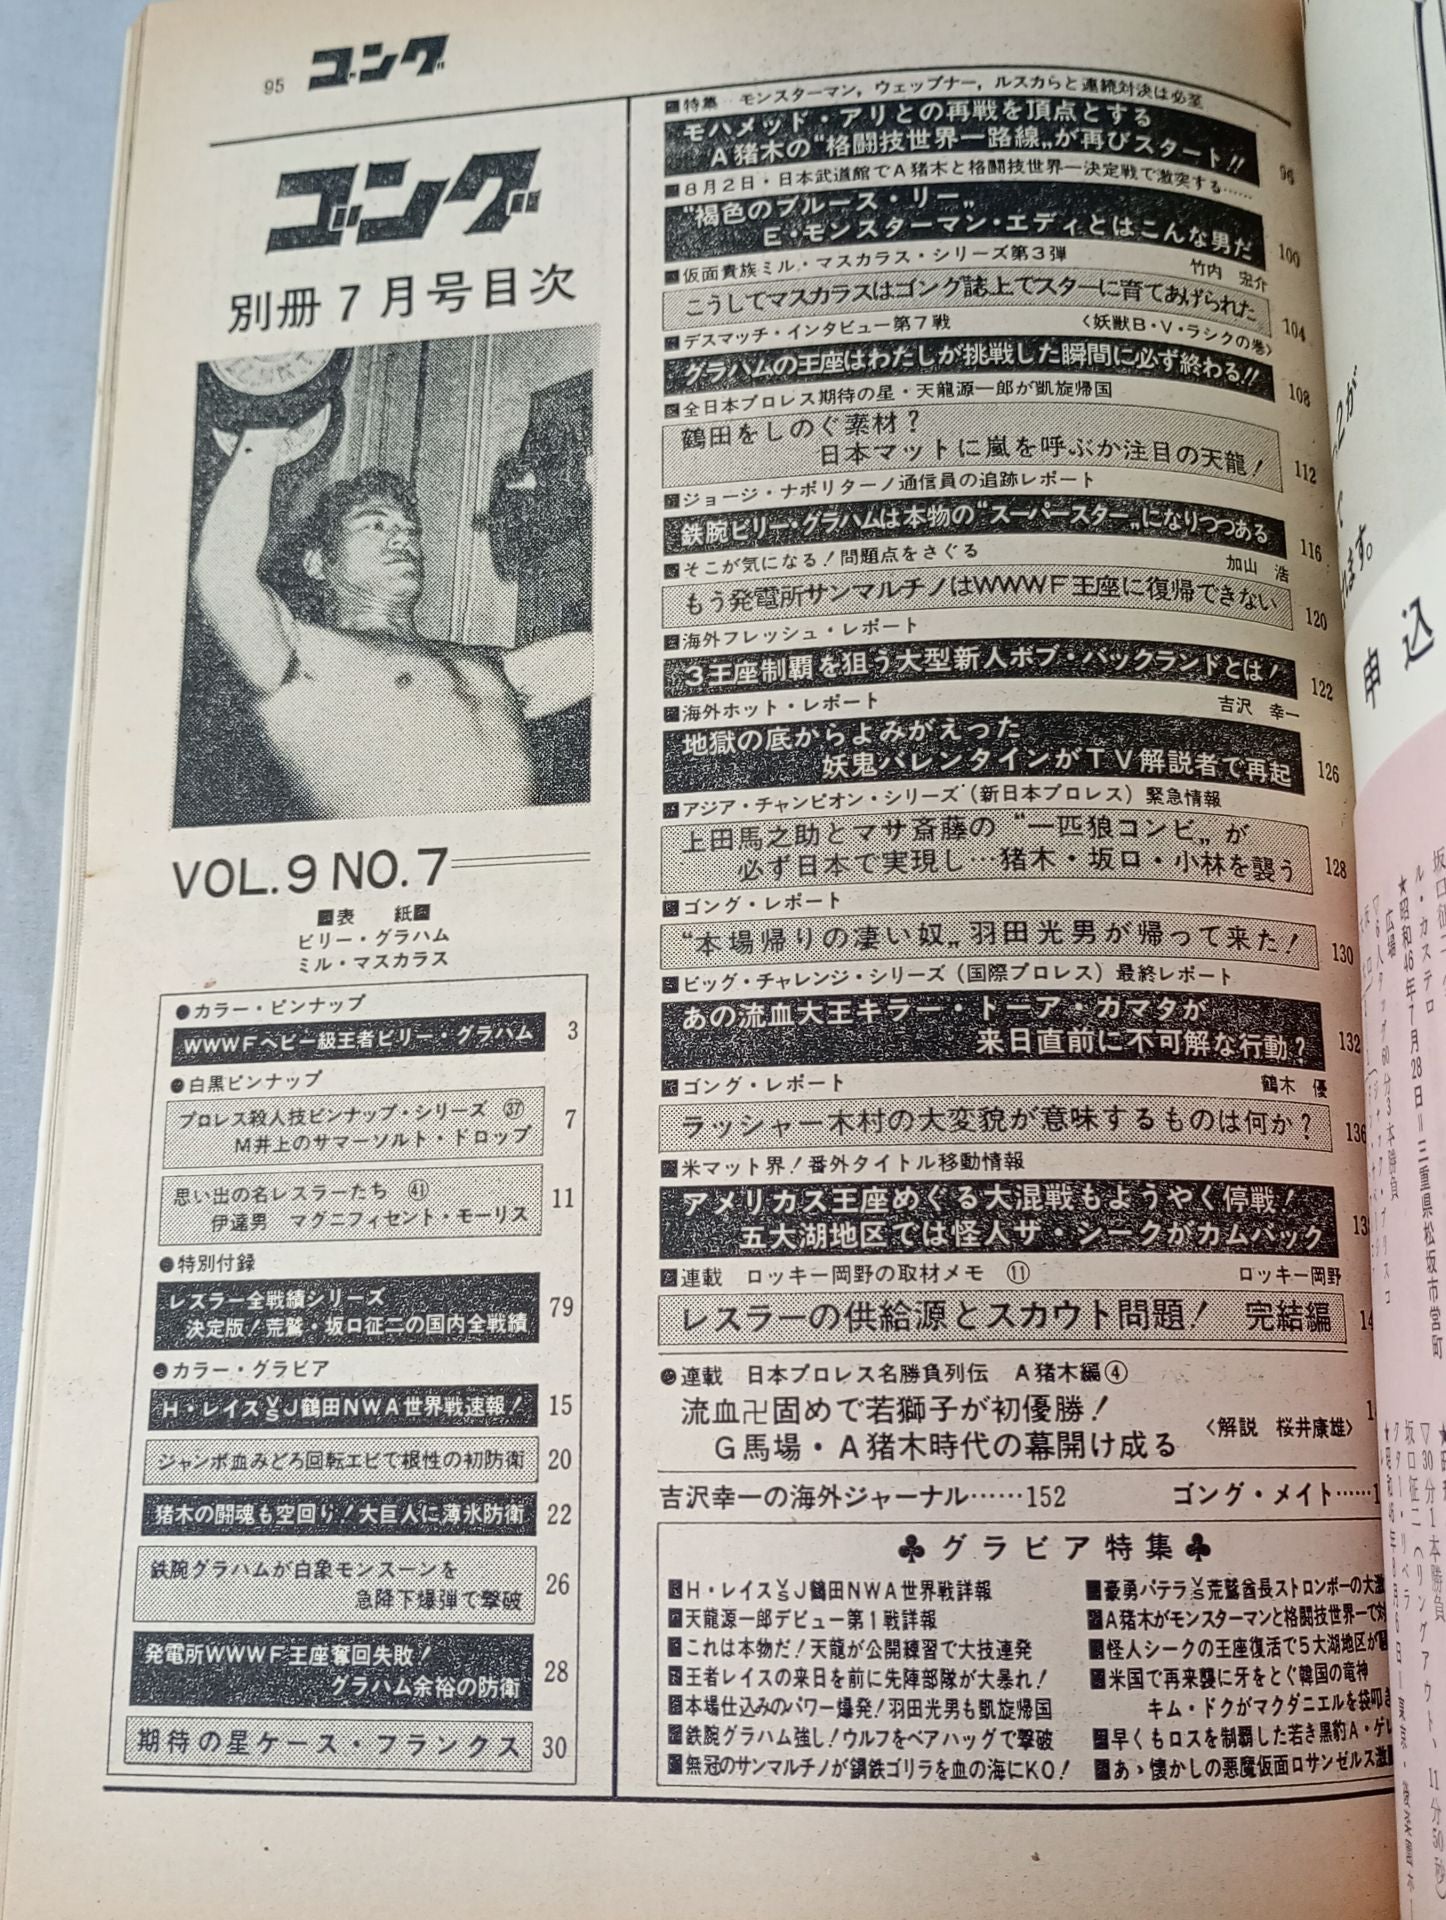 95
ゴング
ゴング
別冊7月号目次
VOL.9 NO.7
■表　紙■
ビリー・グラハム
ミル・マスカラス
●カラー・ピンナップ
WWWFヘビー級王者ビリー・グラハム 3
●白黒ピンナップ
プロレス殺人技ピンナップ・シリーズ ㊲
M井上のサマーソルト・ドロップ 7
思い出の名レスラーたち ㊶
伊達男　マグニフィセント・モーリス 11
●特別付録
レスラー全戦績シリーズ
決定版！荒鷲・坂口征二の国内全戦績 79
●カラー・グラビア
H・レイスVSJ鶴田NWA世界戦速報！ 15
ジャンボ血みどろ回転エビで根性の初防衛 20
猪木の闘魂も空回り！大巨人に薄氷防衛 22
鉄腕グラハムが白象モンスーンを
急降下爆弾で撃破 26
発電所WWWF王座奪回失敗！
グラハム余裕の防衛 28
期待の星ケース・フランクス 30
■特集　モンスターマン，ウェップナー，ルスカらと連続対決は必至
モハメッド・アリとの再戦を頂点とする
A猪木の“格闘技世界一路線„が再びスタート!! 96
■8月2日・日本武道館でA猪木と格闘技世界一決定戦で激突する……
“褐色のブルース・リー„
E・モンスターマン・エディとはこんな男だ 100
■仮面貴族ミル・マスカラス・シリーズ第3弾　竹内　宏介
こうしてマスカラスはゴング誌上でスターに育てあげられた 104
■デスマッチ・インタビュー第7戦　〈妖獣B・V・ラシクの巻〉
グラハムの王座はわたしが挑戦した瞬間に必ず終わる!! 108
■全日本プロレス期待の星・天龍源一郎が凱旋帰国
鶴田をしのぐ素材？
日本マットに嵐を呼ぶか注目の天龍！ 112
■ジョージ・ナポリターノ通信員の追跡レポート
鉄腕ビリー・グラハムは本物の“スーパースター„になりつつある 116
■そこが気になる！問題点をさぐる　加山　浩
もう発電所サンマルチノはWWWF王座に復帰できない 120
■海外フレッシュ・レポート
3王座制覇を狙う大型新人ボブ・バックランドとは！ 122
■海外ホット・レポート　吉沢　幸一
地獄の底からよみがえった
妖鬼バレンタインがTV解説者で再起 126
■アジア・チャンピオン・シリーズ（新日本プロレス）緊急情報
上田馬之助とマサ斎藤の“一匹狼コンビ„が
必ず日本で実現し…猪木・坂口・小林を襲う 128
■ゴング・レポート
“本場帰りの凄い奴„羽田光男が帰って来た！ 130
■ビッグ・チャレンジ・シリーズ（国際プロレス）最終レポート
あの流血大王キラー・トーア・カマタが
来日直前に不可解な行動？ 132
■ゴング・レポート　鶴木　優
ラッシャー木村の大変貌が意味するものは何か？ 136
■米マット界！番外タイトル移動情報
アメリカス王座めぐる大混戦もようやく停戦！
五大湖地区では怪人ザ・シークがカムバック
■連載　ロッキー岡野の取材メモ ⑪　ロッキー岡野
レスラーの供給源とスカウト問題！　完結編
●連載　日本プロレス名勝負列伝　A猪木編④
流血卍固めで若獅子が初優勝！
G馬場・A猪木時代の幕開け成る　〈解説　桜井康雄〉
吉沢幸一の海外ジャーナル……152　ゴング・メイト……1
♣グラビア特集♣
■H・レイスVSJ鶴田NWA世界戦詳報
■天龍源一郎デビュー第1戦詳報
■これは本物だ！天龍が公開練習で大技連発
■王者レイスの来日を前に先陣部隊が大暴れ！
■本場仕込みのパワー爆発！羽田光男も凱旋帰国
■鉄腕グラハム強し！ウルフをベアハッグで撃破
■無冠のサンマルチノが鋼鉄ゴリラを血の海にKO！
■豪勇パテラVS荒鷲酋長ストロンボーの大激
■A猪木がモンスターマンと格闘技世界一で対
■怪人シークの王座復活で5大湖地区が
■米国で再来襲に牙をとぐ韓国の竜神
キム・ドクがマクダニエルを袋叩き
■早くもロスを制覇した若き黒豹A・ゲレ
■あゝ懐かしの悪魔仮面ロサンゼルス激
申込
ル・カステロ
★昭和46年7月28日＝三重県松阪市営町
広場
▽30分1本勝負